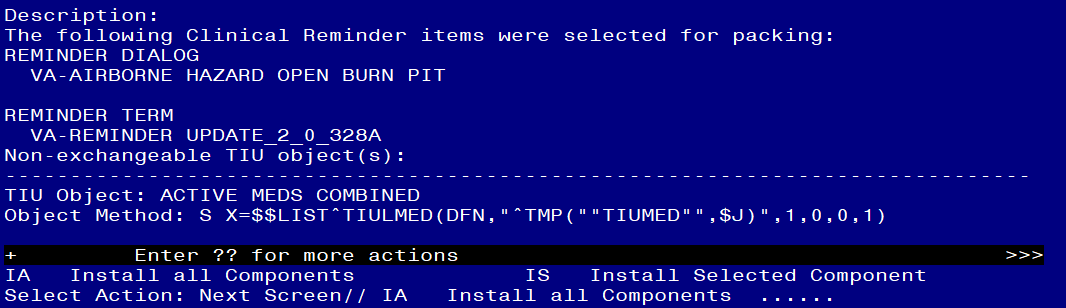 Description:
The following Clinical Reminder items were selected for packing:
REMINDER DIALOG
VA-AIRBORNE HAZARD OPEN BURN PIT
REMINDER TERM
VA-REMINDER UPDATE_2_0_328A
Non-exchangeable TIU object(s):
-------------------------------------------------------------------------------
TIU Object: ACTIVE MEDS COMBINED
Object Method: S X=$$LIST^TIULMED(DFN,"^TMP(""TIUMED"",$J)",1,0,0,1)
+ Enter ?? for more actions >>>
IA Install all Components IS Install Selected Component
Select Action: Next Screen// IA Install all Components ......